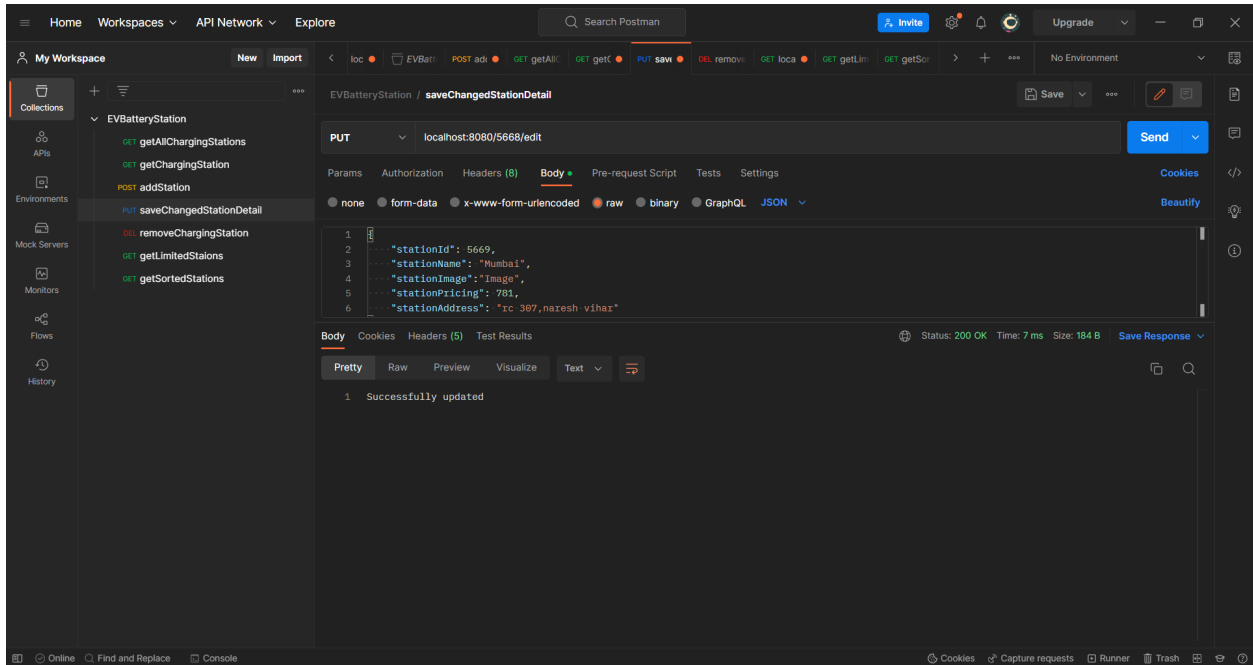 Home Workspaces API Network Explore Search Postman Invite Upgrade
My Workspace New Import
loc EVBatt POST add GET getAllC GET getC PUT save DEL remove GET loca GET getLim GET getSor No Environment
Collections
APIs
Environments
Mock Servers
Monitors
Flows
History
EVBatteryStation
GET getAllChargingStations
GET getChargingStation
POST addStation
PUT saveChangedStationDetail
DEL removeChargingStation
GET getLimitedStaions
GET getSortedStations
EVBatteryStation / saveChangedStationDetail Save
PUT localhost:8080/5668/edit Send
Params Authorization Headers (8) Body Pre-request Script Tests Settings Cookies
none form-data x-www-form-urlencoded raw binary GraphQL JSON Beautify
1 {
2 "stationId": 5669,
3 "stationName": "Mumbai",
4 "stationImage":"Image",
5 "stationPricing": 781,
6 "stationAddress": "rc 307,naresh vihar"
Body Cookies Headers (5) Test Results Status: 200 OK Time: 7 ms Size: 184 B Save Response
Pretty Raw Preview Visualize Text
1 Successfully updated
Online Find and Replace Console Cookies Capture requests Runner Trash